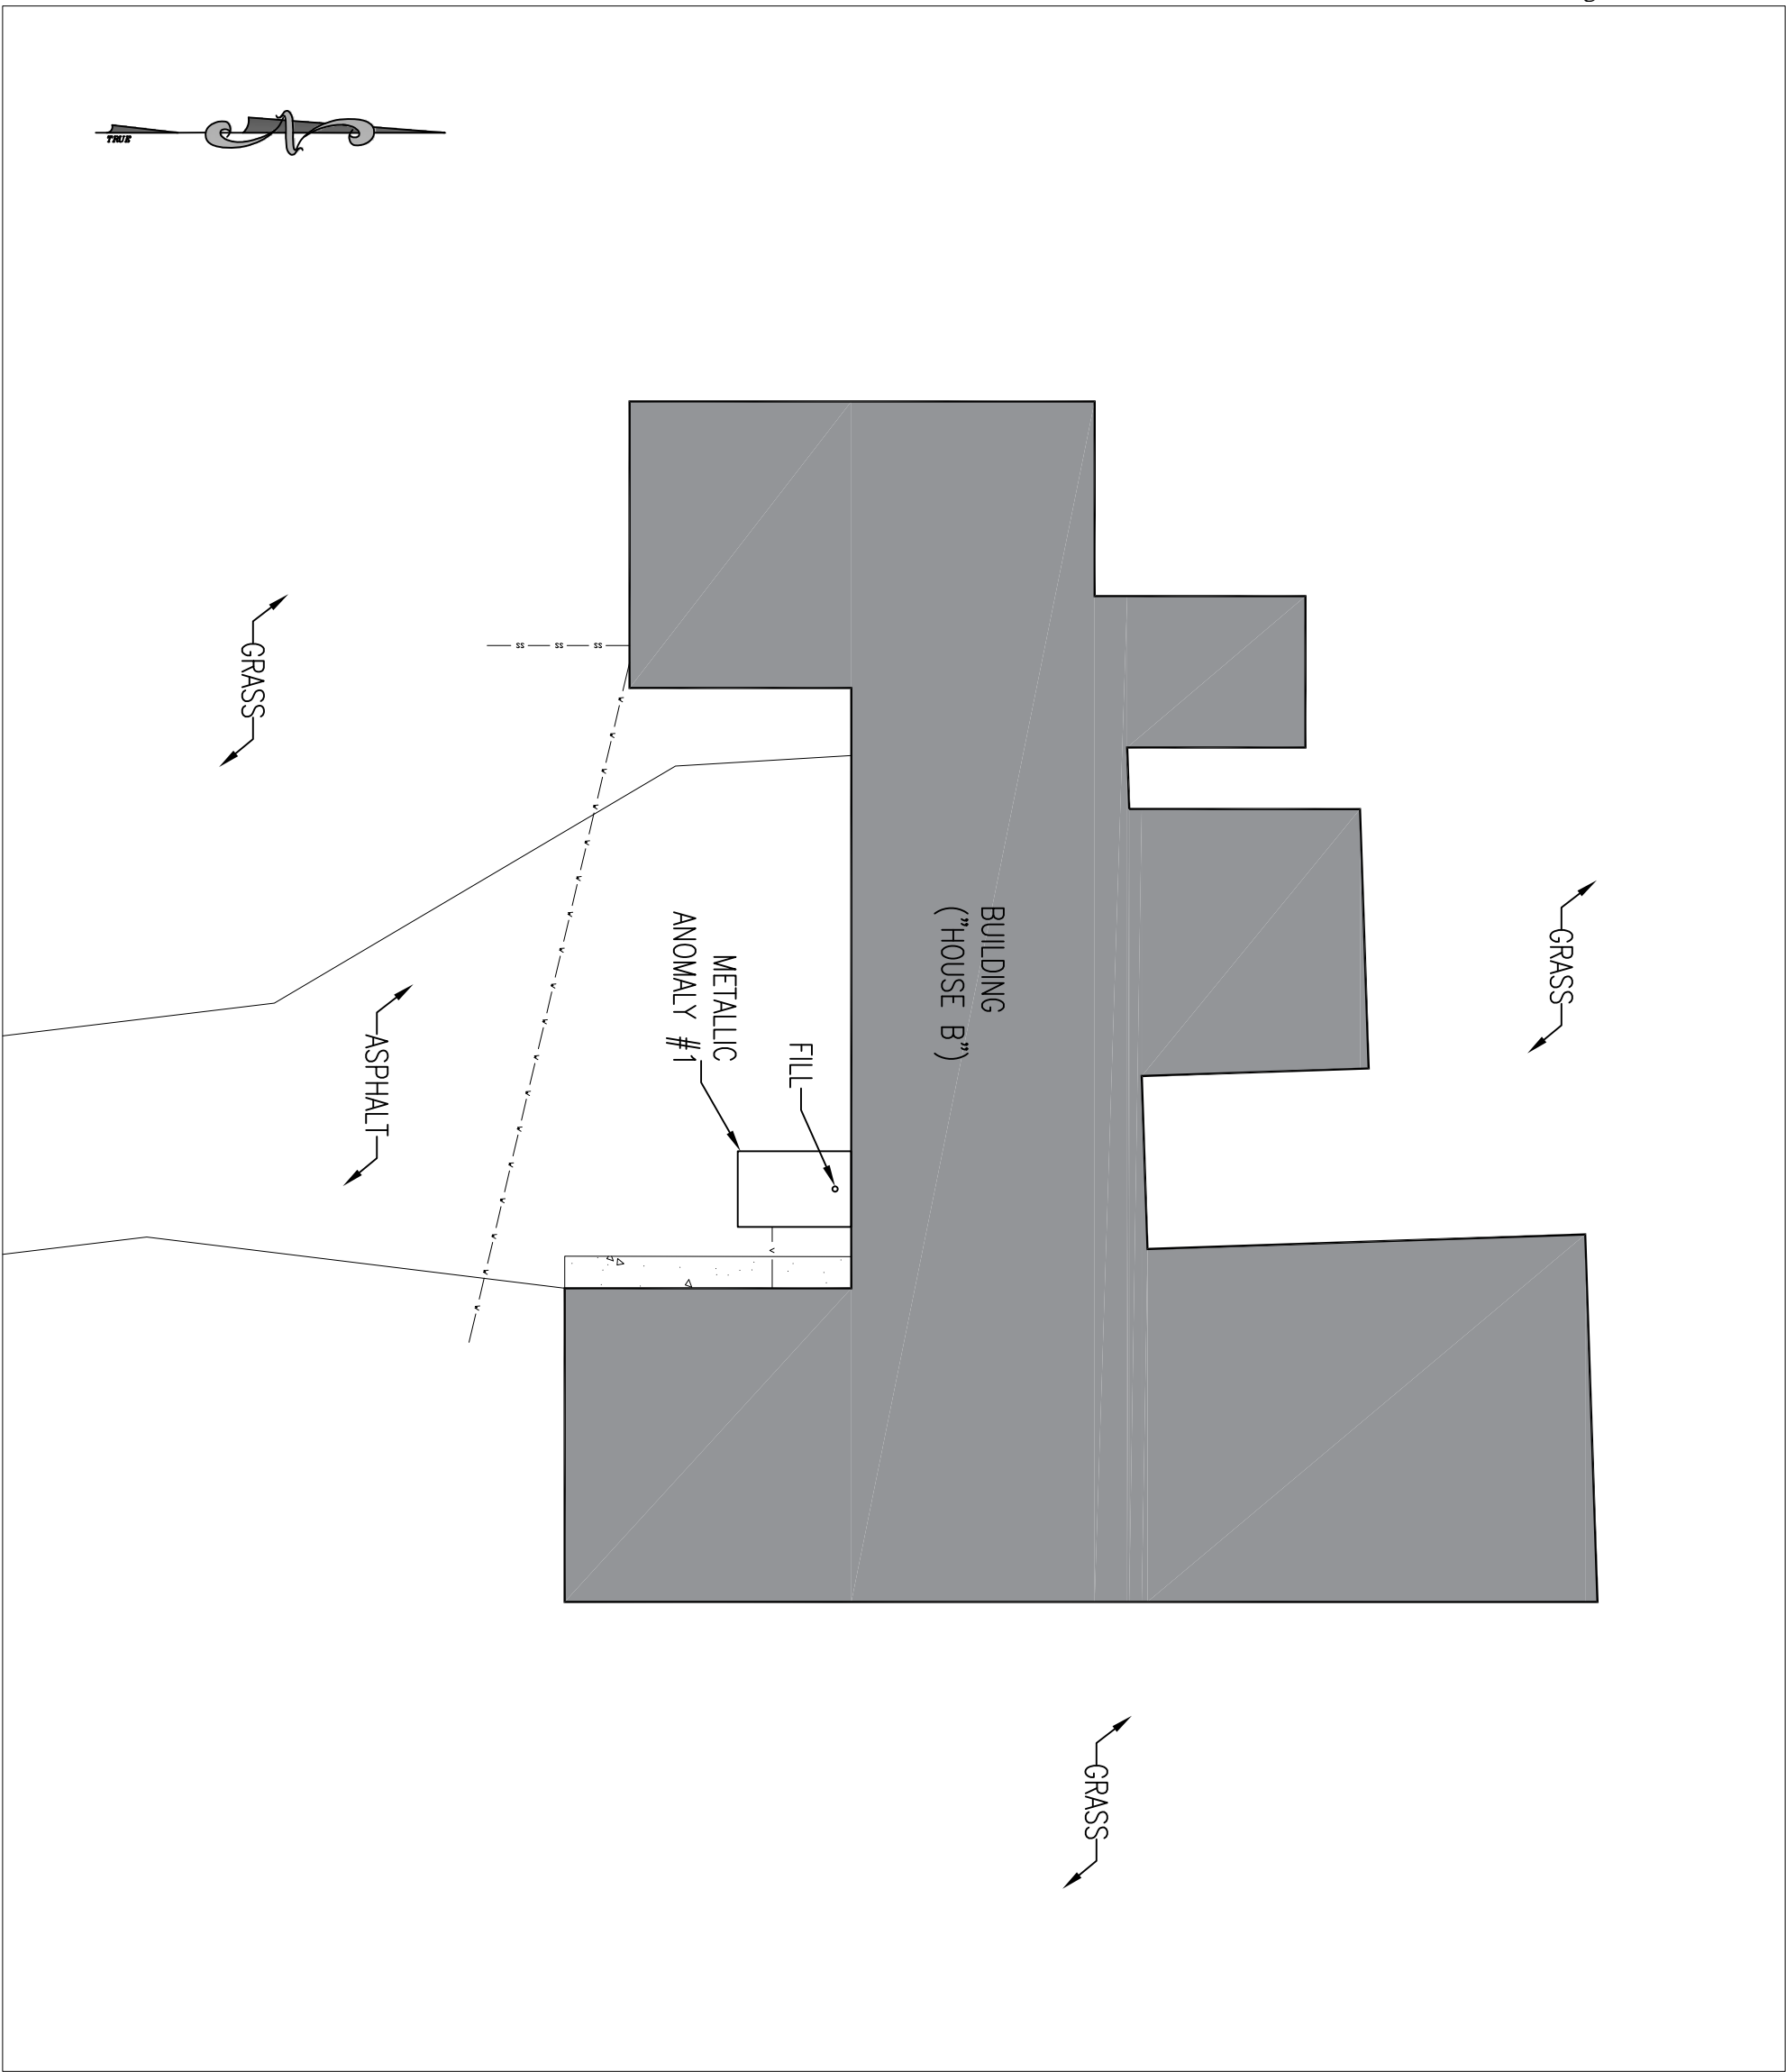 TRUE
N
GRASS
GRASS
BUILDING
("HOUSE B")
FILL
METALLIC
ANOMALY #1
SS SS SS
ASPHALT
GRASS